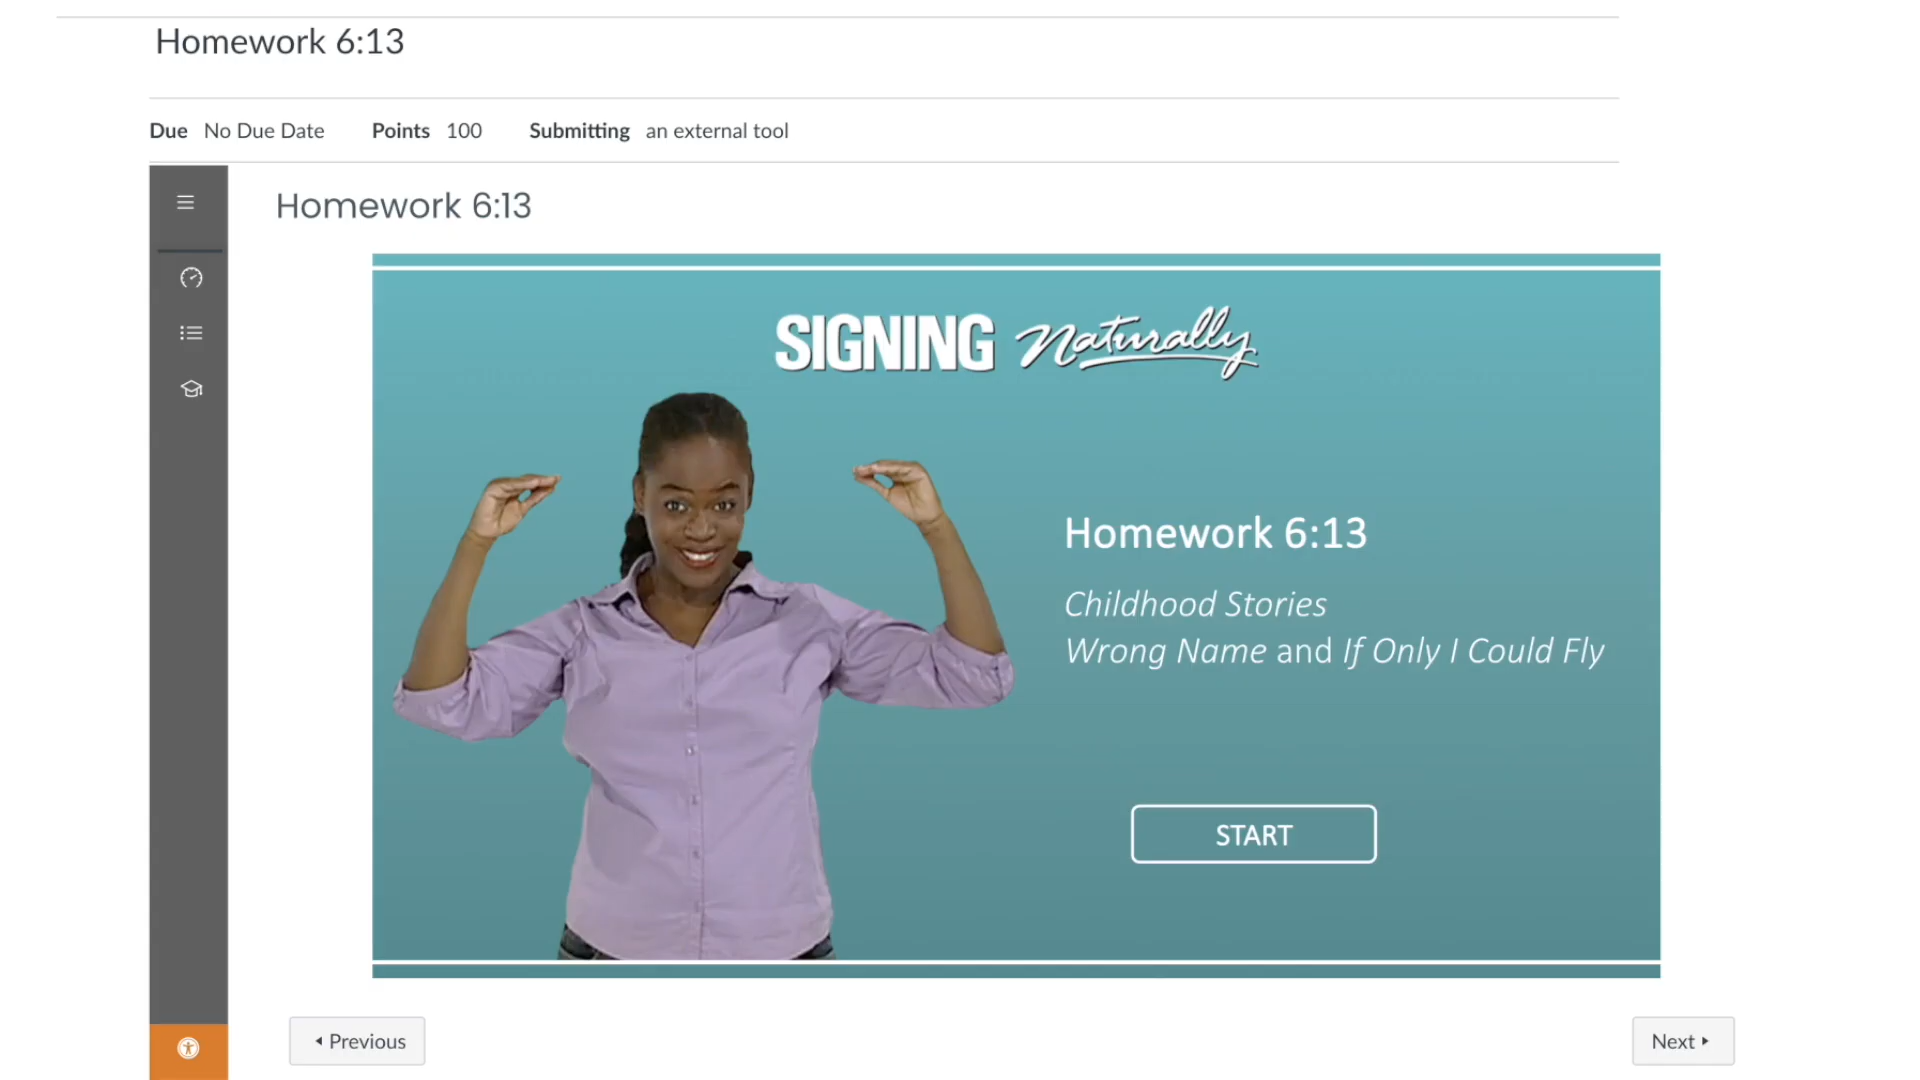 Homework 6:13
Due No Due Date Points 100 Submitting an external tool
Homework 6:13
SIGNING Naturally
Homework 6:13
Childhood Stories
Wrong Name and If Only I Could Fly
START
Previous
Next